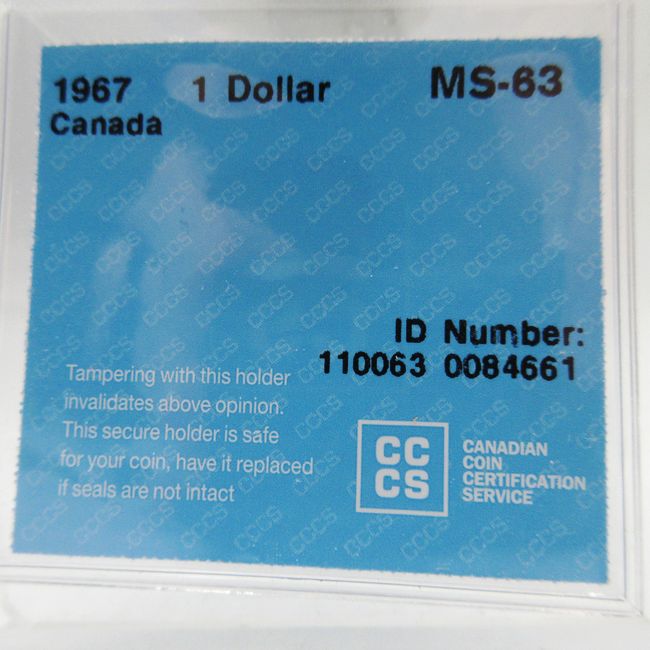 1967 1 Dollar MS-63
Canada
ID Number:
110063 0084661
Tampering with this holder
invalidates above opinion.
This secure holder is safe
for your coin, have it replaced
if seals are not intact
CC
CS
CANADIAN
COIN
CERTIFICATION
SERVICE